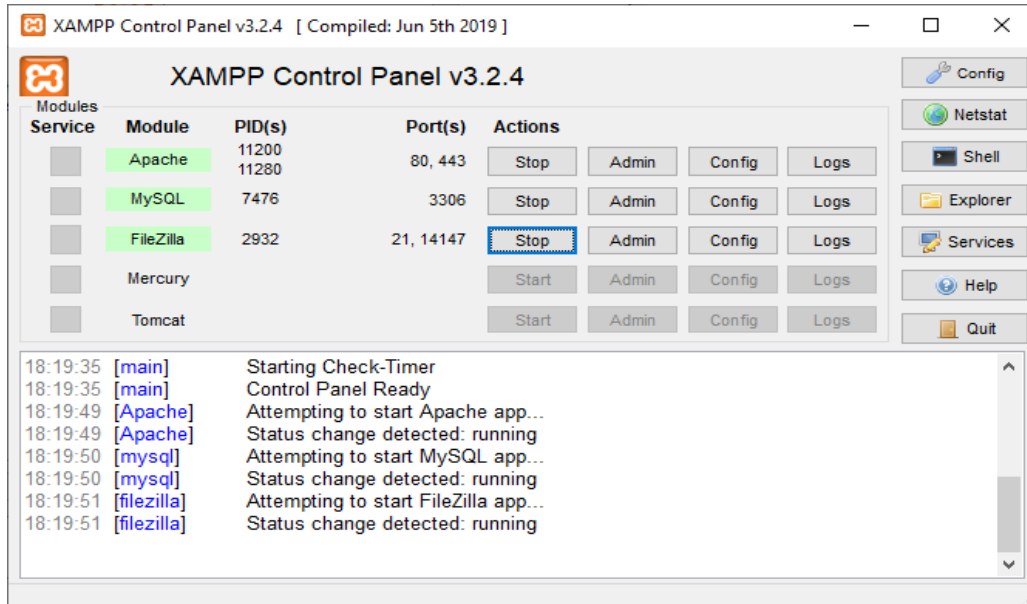 XAMPP Control Panel v3.2.4 [ Compiled: Jun 5th 2019 ]
XAMPP Control Panel v3.2.4
Config
Modules
Netstat
Service Module PID(s) Port(s) Actions
Apache 11200 11280 80, 443 Stop Admin Config Logs
Shell
MySQL 7476 3306 Stop Admin Config Logs
Explorer
FileZilla 2932 21, 14147 Stop Admin Config Logs
Services
Mercury Start Admin Config Logs
Help
Tomcat Start Admin Config Logs
Quit
18:19:35 [main] Starting Check-Timer
18:19:35 [main] Control Panel Ready
18:19:49 [Apache] Attempting to start Apache app...
18:19:49 [Apache] Status change detected: running
18:19:50 [mysql] Attempting to start MySQL app...
18:19:50 [mysql] Status change detected: running
18:19:51 [filezilla] Attempting to start FileZilla app...
18:19:51 [filezilla] Status change detected: running